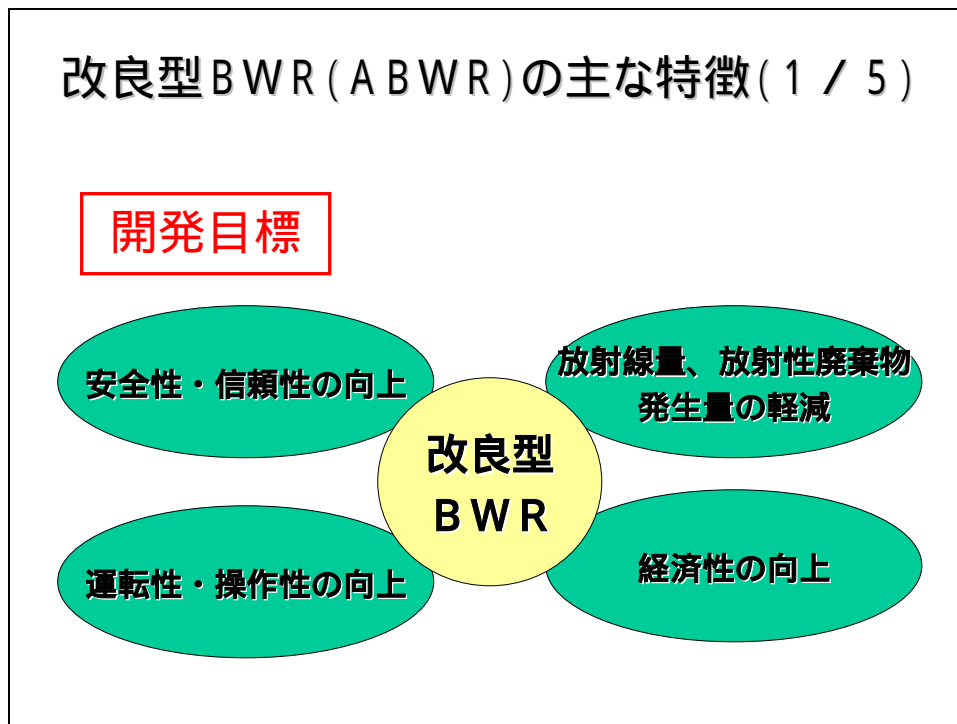 改良型BWR(ABWR)の主な特徴(1/5)
開発目標
安全性・信頼性の向上
放射線量、放射性廃棄物
発生量の軽減
改良型
BWR
運転性・操作性の向上
経済性の向上